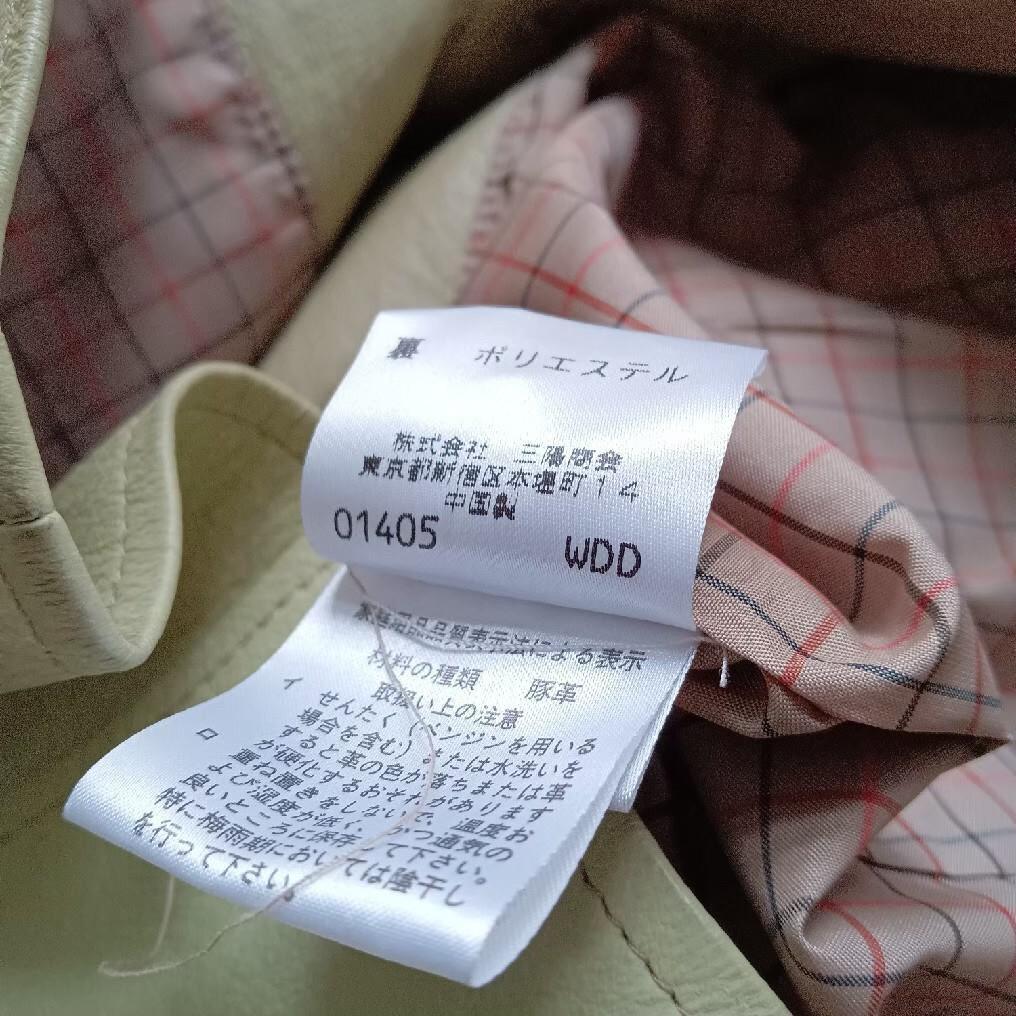 裏 ポリエステル
株式会社 三陽商会
東京都新宿区本塩町14
中国製
01405 WDD
家庭用品品質表示法による表示
材料の種類 豚革
取扱い上の注意
イ せんたく(ベンジンを用いる
場合を含む)または水洗いを
すると革の色が落ちまたは革
が硬化するおそれがあります
ロ 重ね置きをしないで、温度お
よび湿度が低く、かつ通気の
良いところに保存して下さい。
特に梅雨期においては陰干し
を行って下さい。